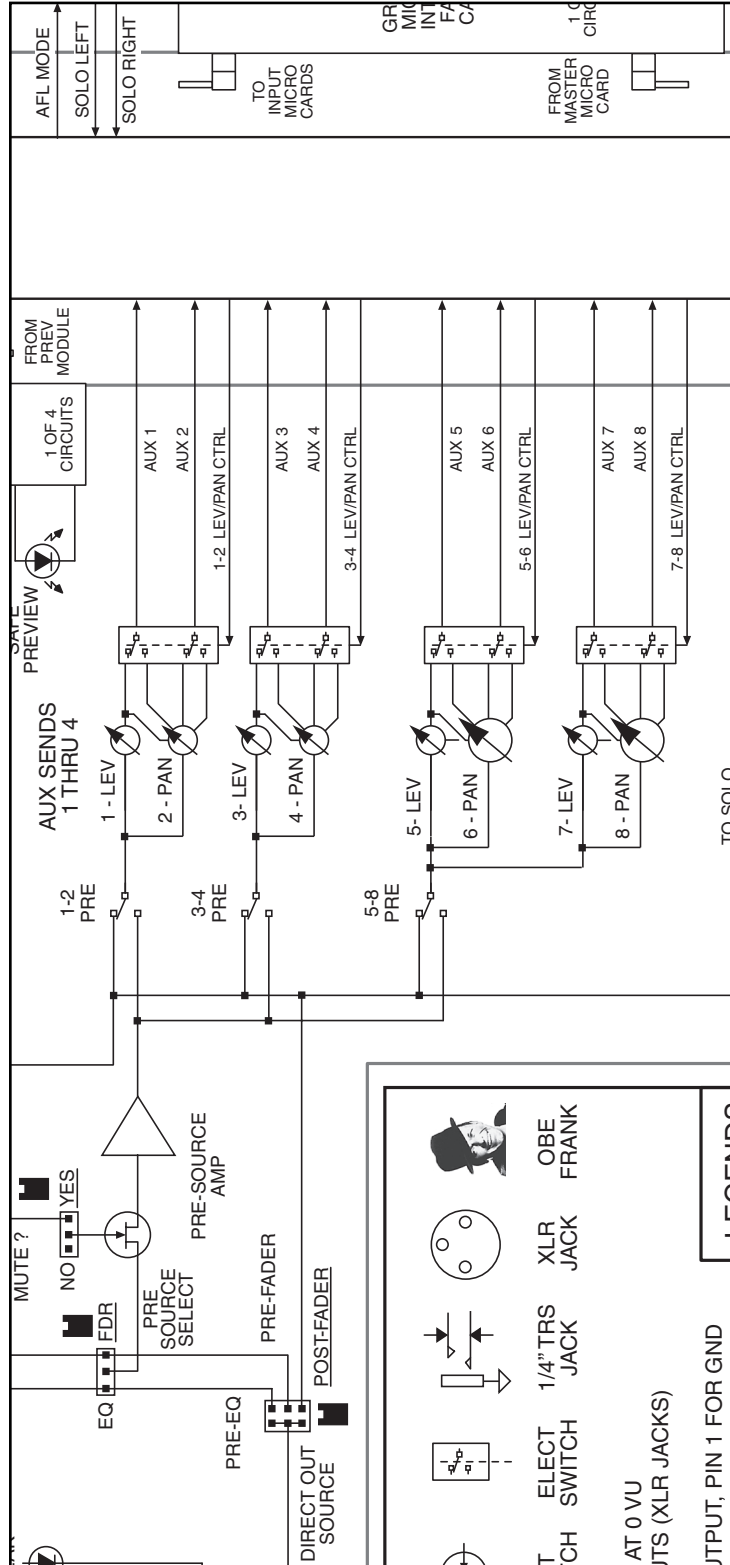 AFL MODE
SOLO LEFT
SOLO RIGHT
TO
INPUT
MICRO
CARDS
FROM
MASTER
MICRO
CARD
FROM
PREV
MODULE
1 OF 4
CIRCUITS
PREVIEW
AUX 1
AUX 2
1-2 LEV/PAN CTRL
AUX 3
AUX 4
3-4 LEV/PAN CTRL
AUX 5
AUX 6
5-6 LEV/PAN CTRL
AUX 7
AUX 8
7-8 LEV/PAN CTRL
AUX SENDS
1 THRU 4
1 - LEV
2 - PAN
3- LEV
4 - PAN
5- LEV
6 - PAN
7- LEV
8 - PAN
TO SOLO
1-2
PRE
3-4
PRE
5-8
PRE
PRE-SOURCE
AMP
MUTE ?
NO
YES
PRE
SOURCE
SELECT
EQ
FDR
PRE-FADER
POST-FADER
PRE-EQ
DIRECT OUT
SOURCE
OBE
FRANK
XLR
JACK
1/4" TRS
JACK
ELECT
SWITCH
AT 0 VU
(XLR JACKS)
PIN 1 FOR GND